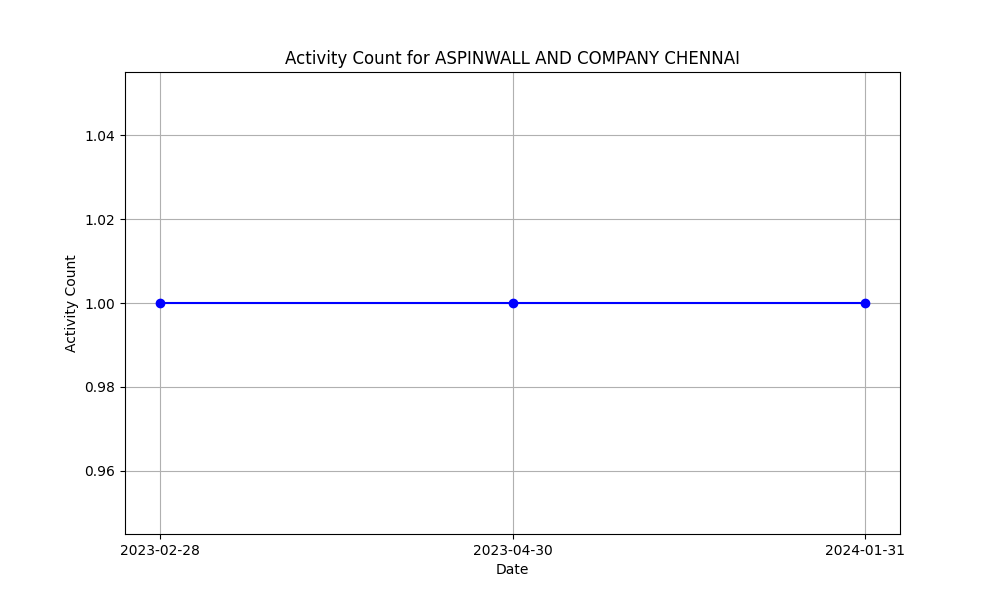 Activity Count for ASPINWALL AND COMPANY CHENNAI
1.04
1.02
1.00
0.98
0.96
Activity Count
2023-02-28 2023-04-30 2024-01-31
Date